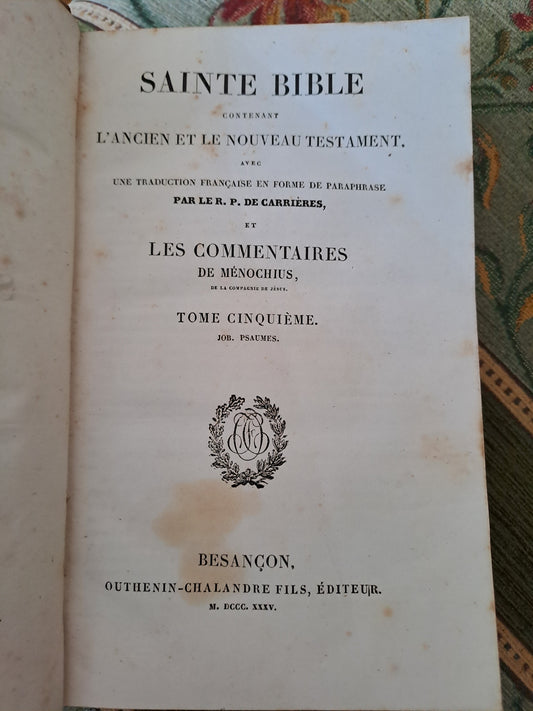 SAINTE BIBLE
CONTENANT
L'ANCIEN ET LE NOUVEAU TESTAMENT,
AVEC
UNE TRADUCTION FRANÇAISE EN FORME DE PARAPHRASE
PAR LE R. P. DE CARRIÈRES,
ET
LES COMMENTAIRES
DE MÉNOCHIUS,
DE LA COMPAGNIE DE JÉSUS.
TOME CINQUIÈME.
JOB. PSAUMES.
BESANÇON,
OUTHENIN-CHALANDRE FILS, ÉDITEUR.
M. DCCC. XXXV.